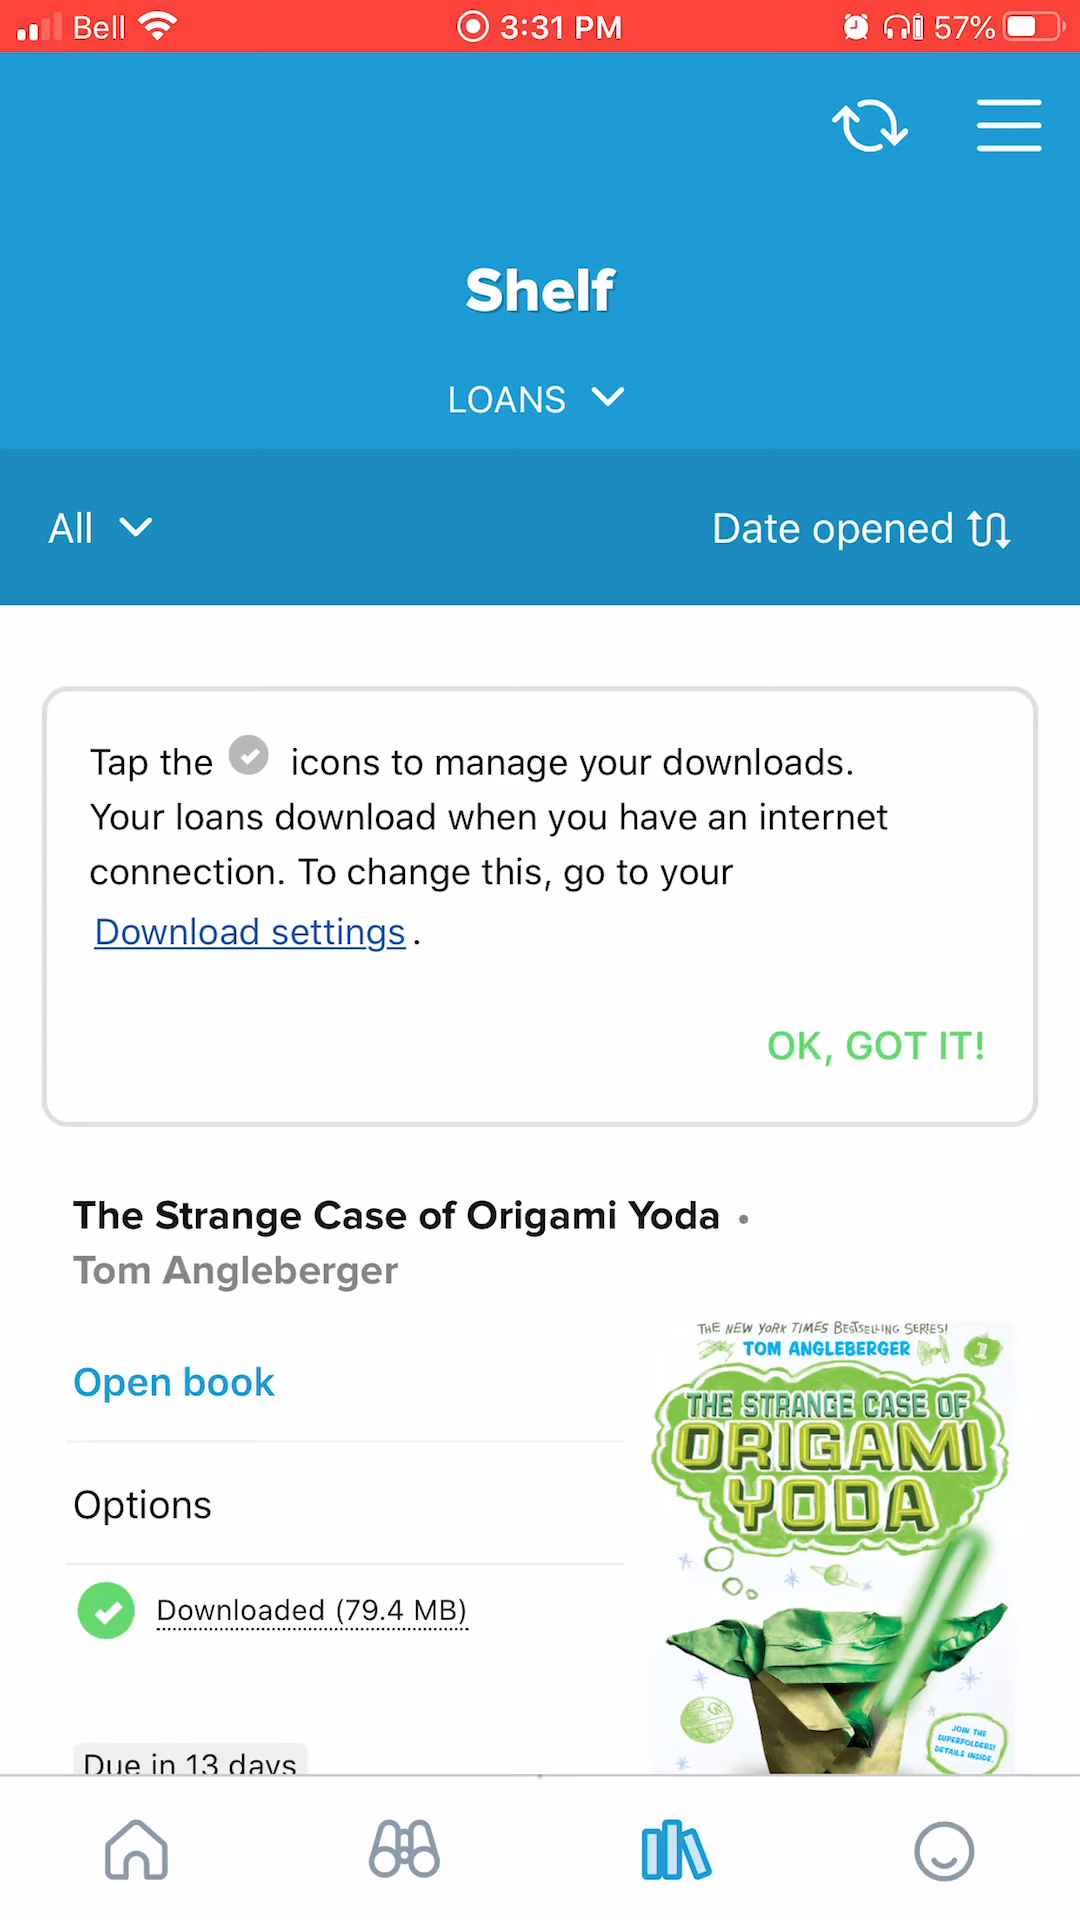 Bell 3:31 PM 57%
Shelf
LOANS
All Date opened
Tap the icons to manage your downloads.
Your loans download when you have an internet
connection. To change this, go to your
Download settings.
OK, GOT IT!
The Strange Case of Origami Yoda •
Tom Angleberger
Open book
Options
Downloaded (79.4 MB)
Due in 13 days
THE NEW YORK TIMES BESTSELLING SERIES!
TOM ANGLEBERGER 1
THE STRANGE CASE OF
ORIGAMI
YODA
JOIN THE
SUPERFOLDERS!
DETAILS INSIDE.